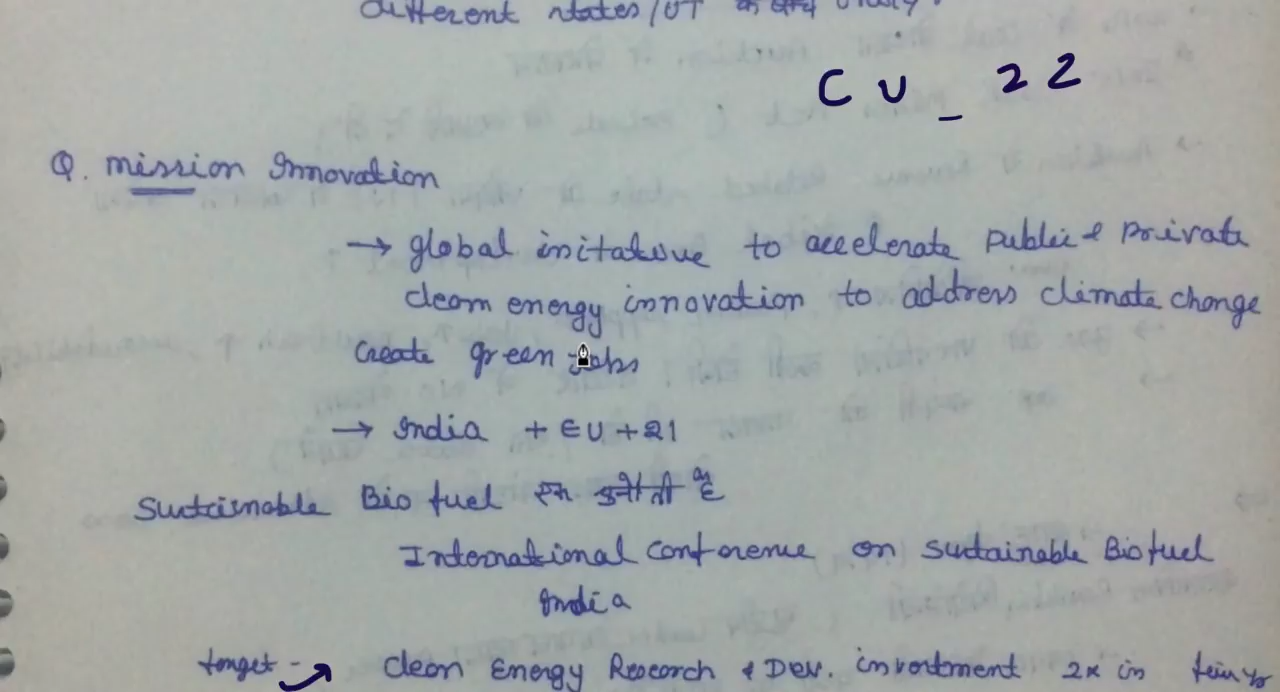 different states/UT के बीच
CU_22
Q. mission Innovation
→ global initative to accelerate public & private
clean energy innovation to address climate change
create green Jobs
→ India + EU + 21
Sustainable Bio fuel एक चुनौती है
International conference on sustainable Biofuel
India
target - → Clean Energy Research & Dev. investment 2x in